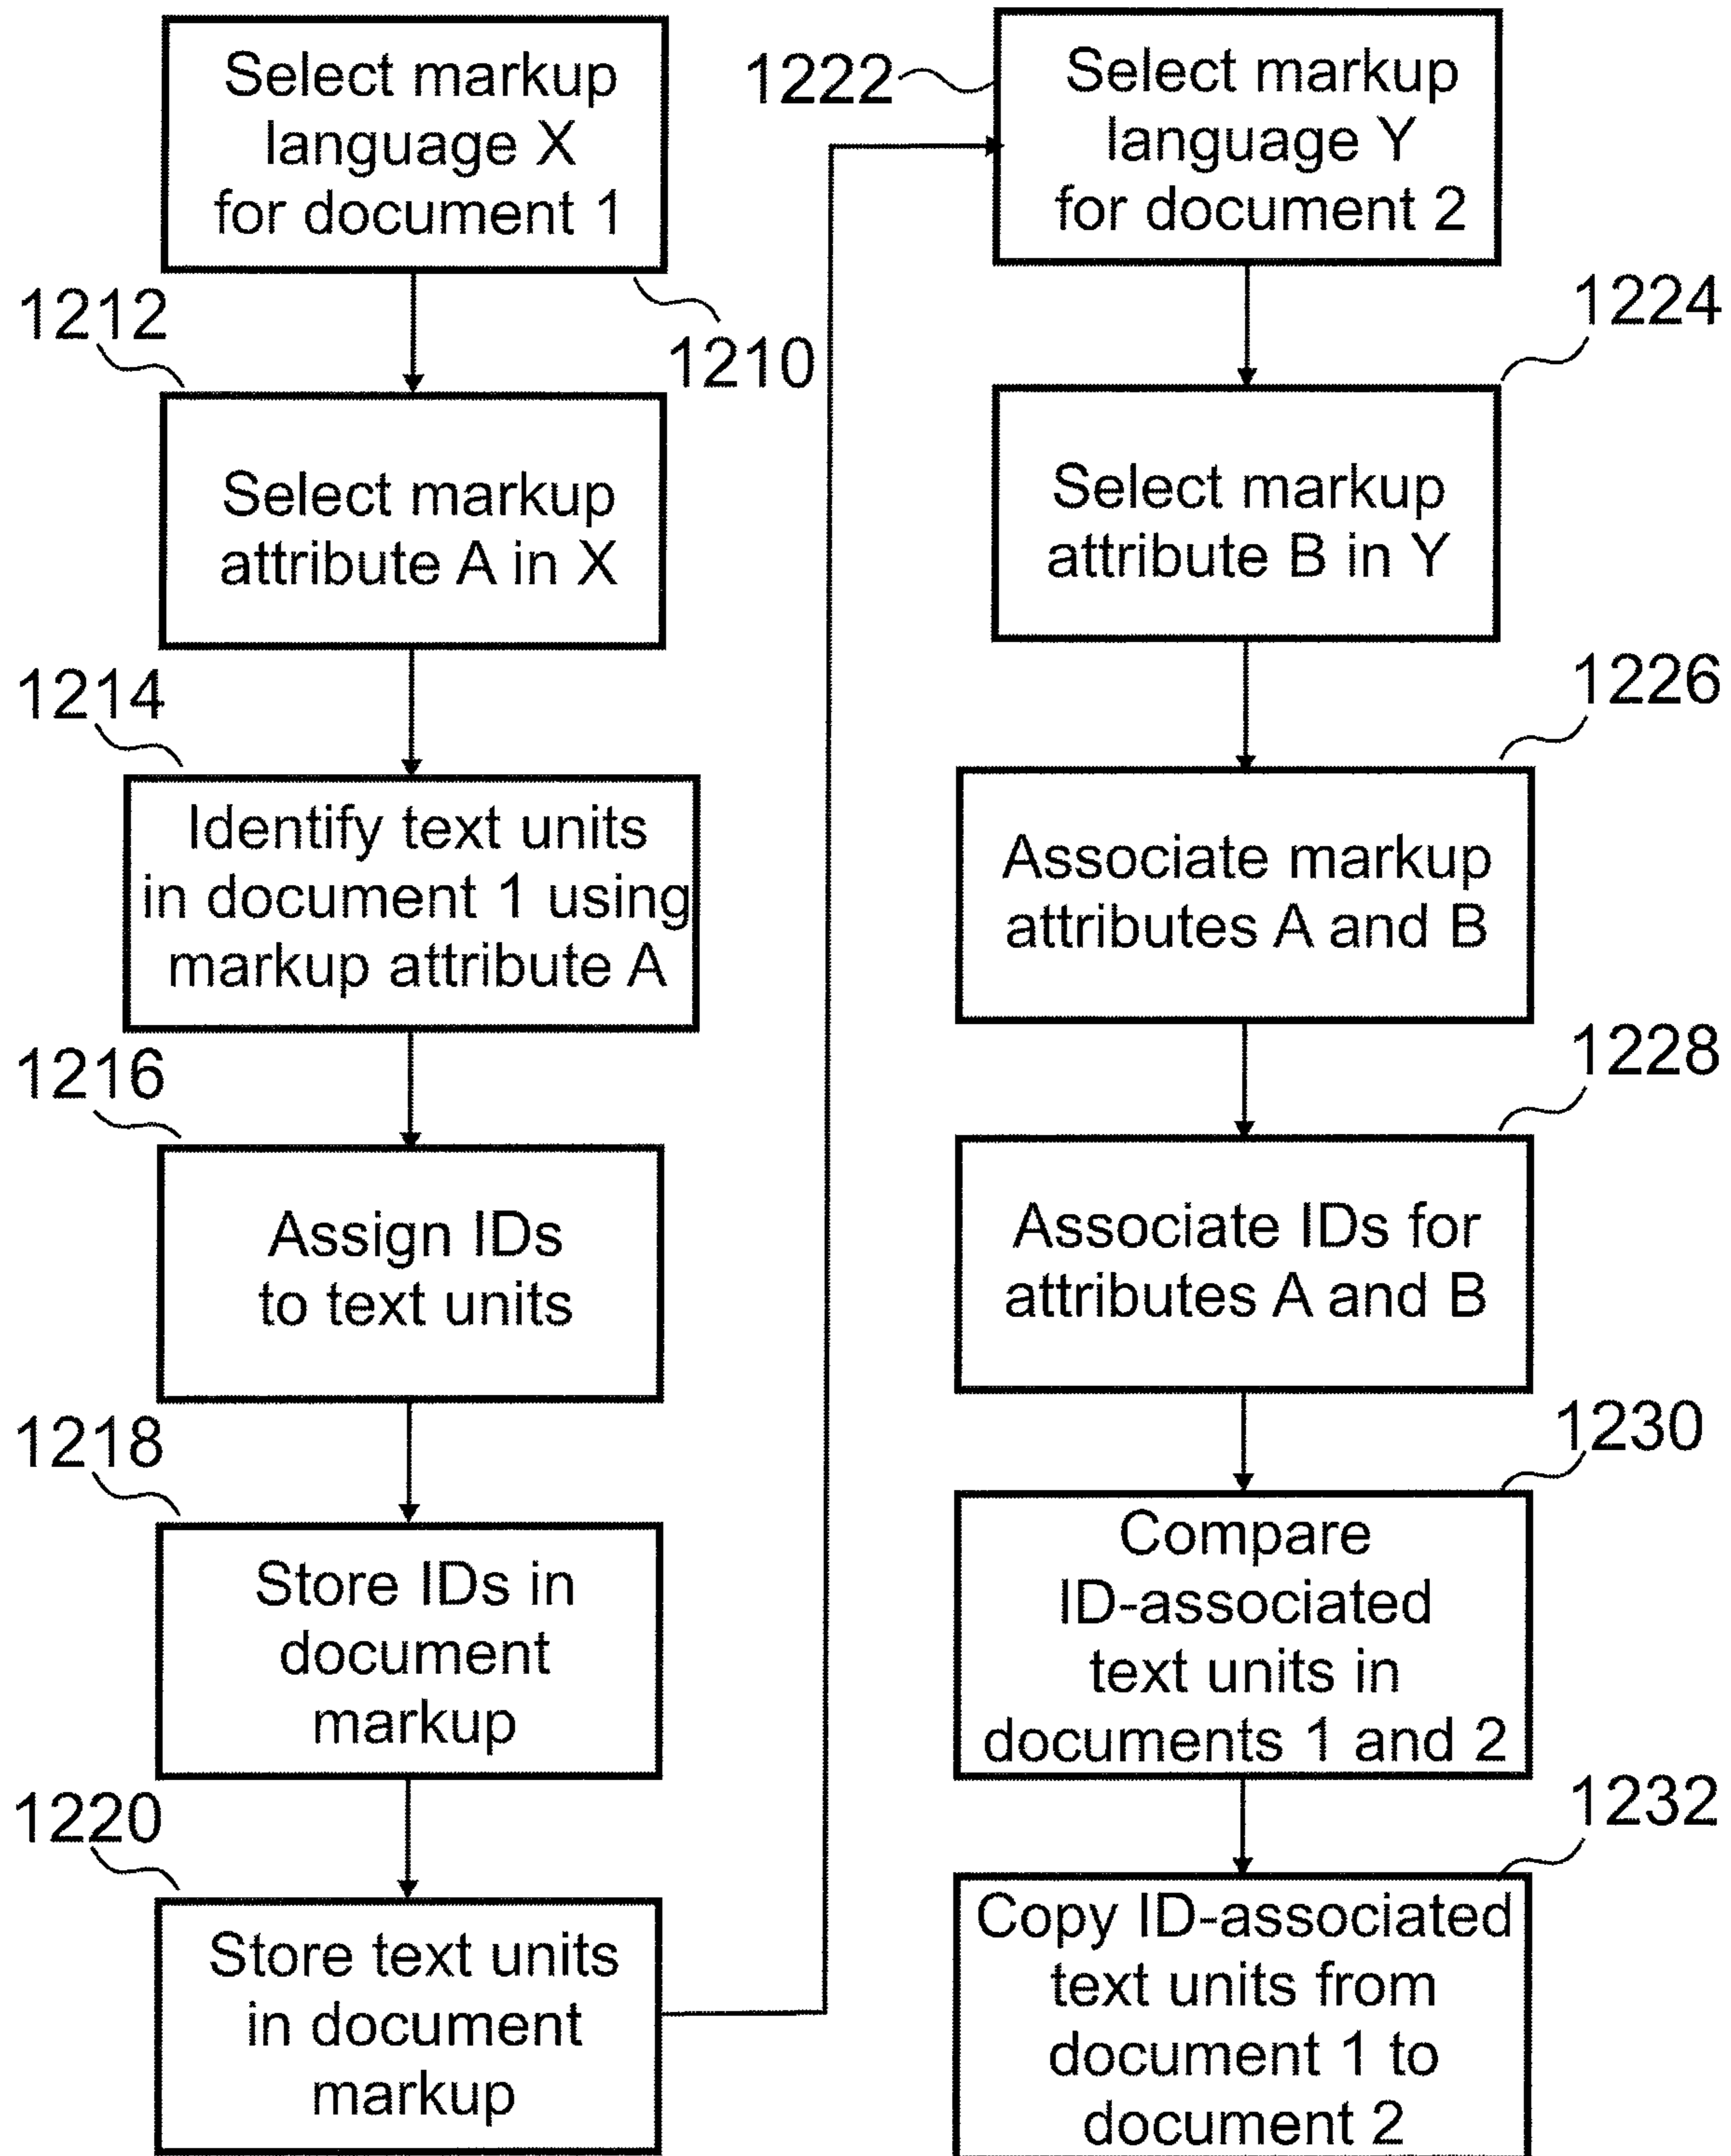 Select markup
language X
for document 1
1210
1212
Select markup
attribute A in X
1214
Identify text units
in document 1 using
markup attribute A
1216
Assign IDs
to text units
1218
Store IDs in
document
markup
1220
Store text units
in document
markup
1222
Select markup
language Y
for document 2
1224
Select markup
attribute B in Y
1226
Associate markup
attributes A and B
1228
Associate IDs for
attributes A and B
1230
Compare
ID-associated
text units in
documents 1 and 2
1232
Copy ID-associated
text units from
document 1 to
document 2